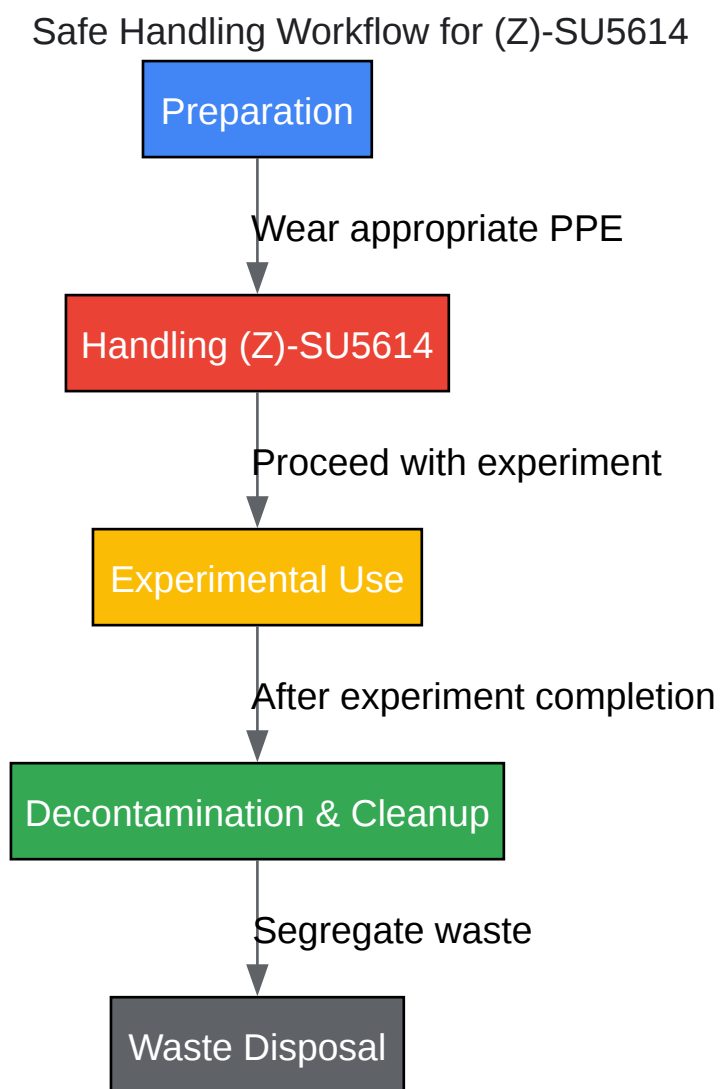 Safe Handling Workflow for (Z)-SU5614
Preparation
Wear appropriate PPE
Handling (Z)-SU5614
Proceed with experiment
Experimental Use
After experiment completion
Decontamination & Cleanup
Segregate waste
Waste Disposal